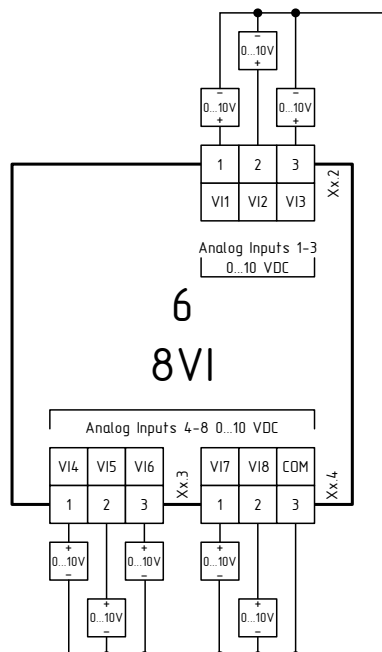 -
0...10V
+
-
0...10V
+
-
0...10V
+
1 2 3
VI1 VI2 VI3
Xx.2
Analog Inputs 1-3
0...10 VDC
6
8VI
Analog Inputs 4-8 0...10 VDC
VI4 VI5 VI6
1 2 3
Xx.3
VI7 VI8 COM
1 2 3
Xx.4
+
0...10V
-
+
0...10V
-
+
0...10V
-
+
0...10V
-
+
0...10V
-